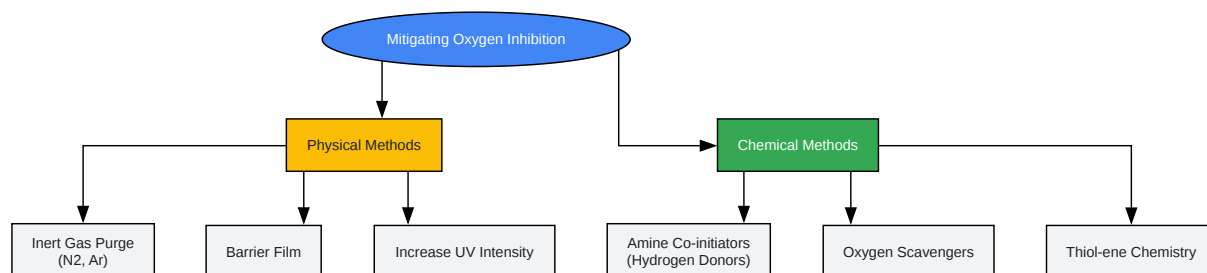 Mitigating Oxygen Inhibition
Physical Methods
Chemical Methods
Inert Gas Purge
(N2, Ar)
Barrier Film
Increase UV Intensity
Amine Co-initiators
(Hydrogen Donors)
Oxygen Scavengers
Thiol-ene Chemistry